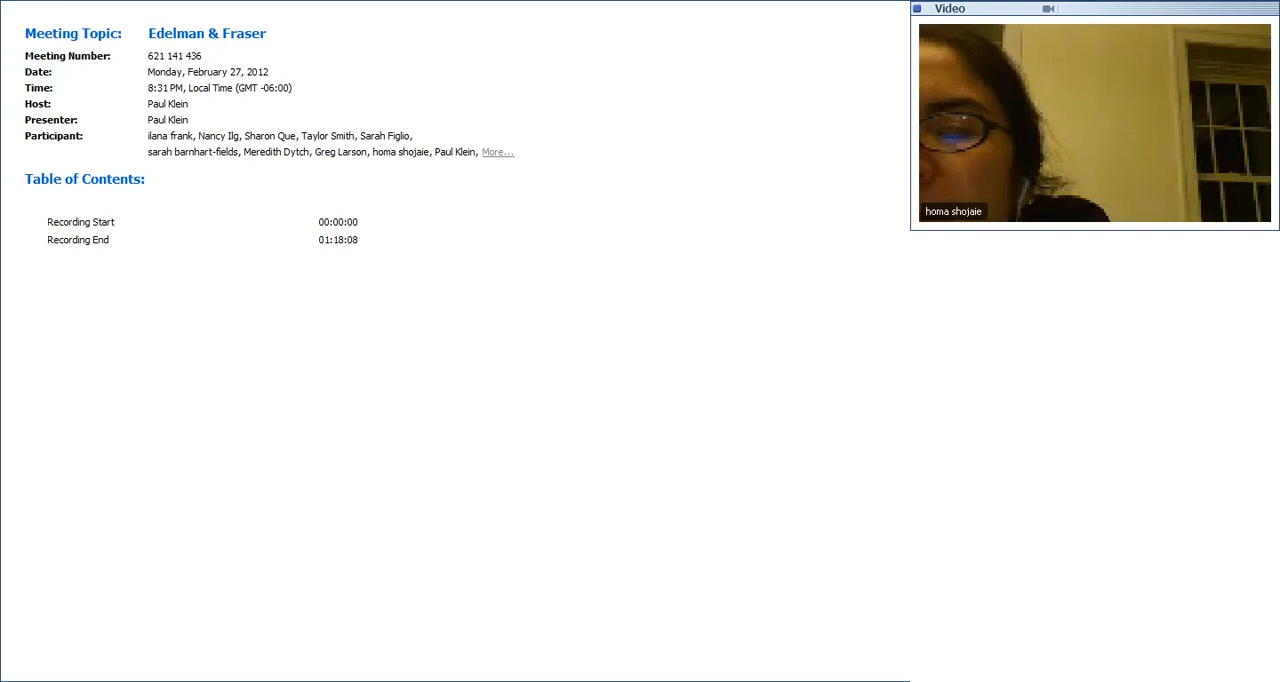 Meeting Topic: Edelman & Fraser
Meeting Number: 621 141 436
Date: Monday, February 27, 2012
Time: 8:31 PM, Local Time (GMT -06:00)
Host: Paul Klein
Presenter: Paul Klein
Participant: ilana frank, Nancy Ilg, Sharon Que, Taylor Smith, Sarah Figlio,
sarah barnhart-fields, Meredith Dytch, Greg Larson, homa shojaie, Paul Klein, More...
Table of Contents:
Recording Start 00:00:00
Recording End 01:18:08
Video
homa shojaie